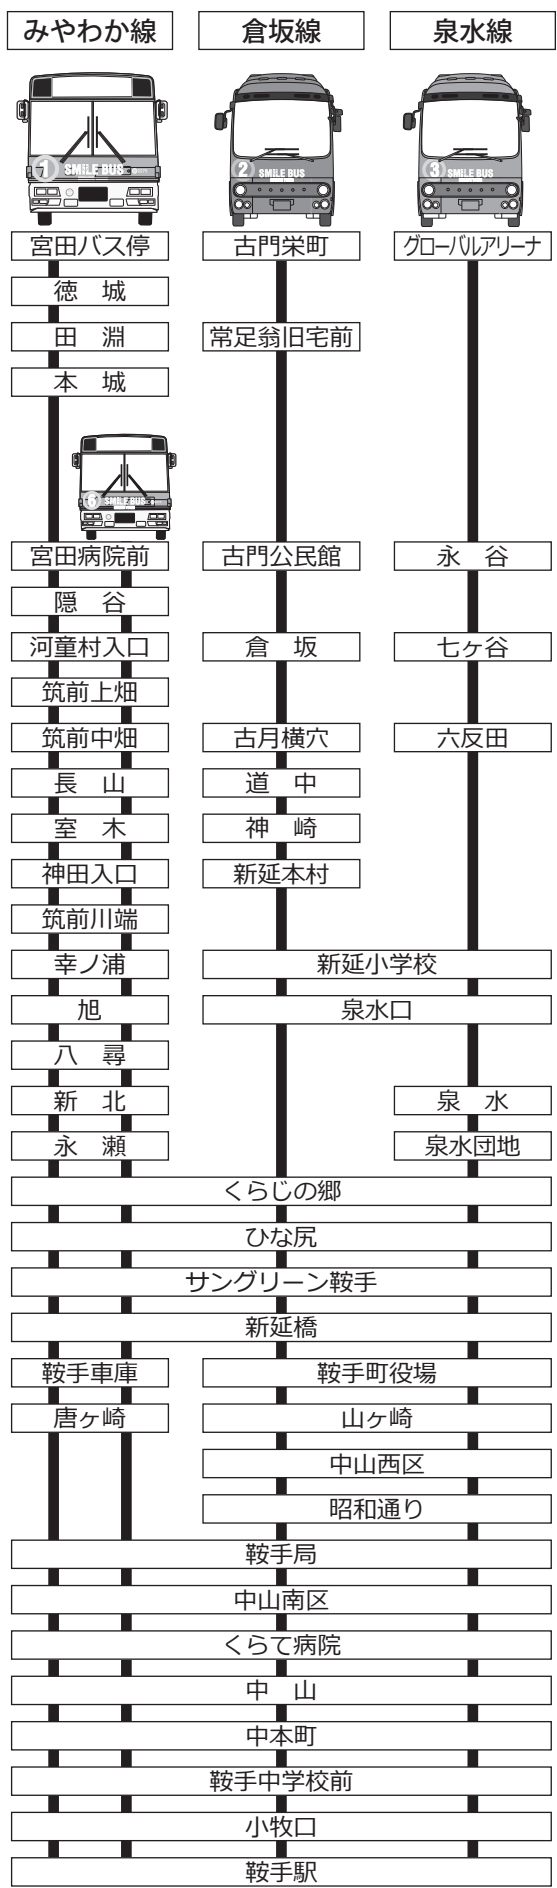 みやわか線
倉坂線
泉水線
1 SMILE BUS
2 SMILE BUS
3 SMILE BUS
宮田バス停
古門栄町
グローバルアリーナ
徳 城
田 淵
常足翁旧宅前
本 城
6 SMILE BUS
宮田病院前
古門公民館
永 谷
隠 谷
河童村入口
倉 坂
七ヶ谷
筑前上畑
筑前中畑
古月横穴
六反田
長 山
道 中
室 木
神 崎
神田入口
新延本村
筑前川端
幸ノ浦
新延小学校
旭
泉水口
八 尋
新 北
泉 水
永 瀬
泉水団地
くらじの郷
ひな尻
サングリーン鞍手
新延橋
鞍手車庫
鞍手町役場
唐ヶ崎
山ヶ崎
中山西区
昭和通り
鞍手局
中山南区
くらて病院
中 山
中本町
鞍手中学校前
小牧口
鞍手駅